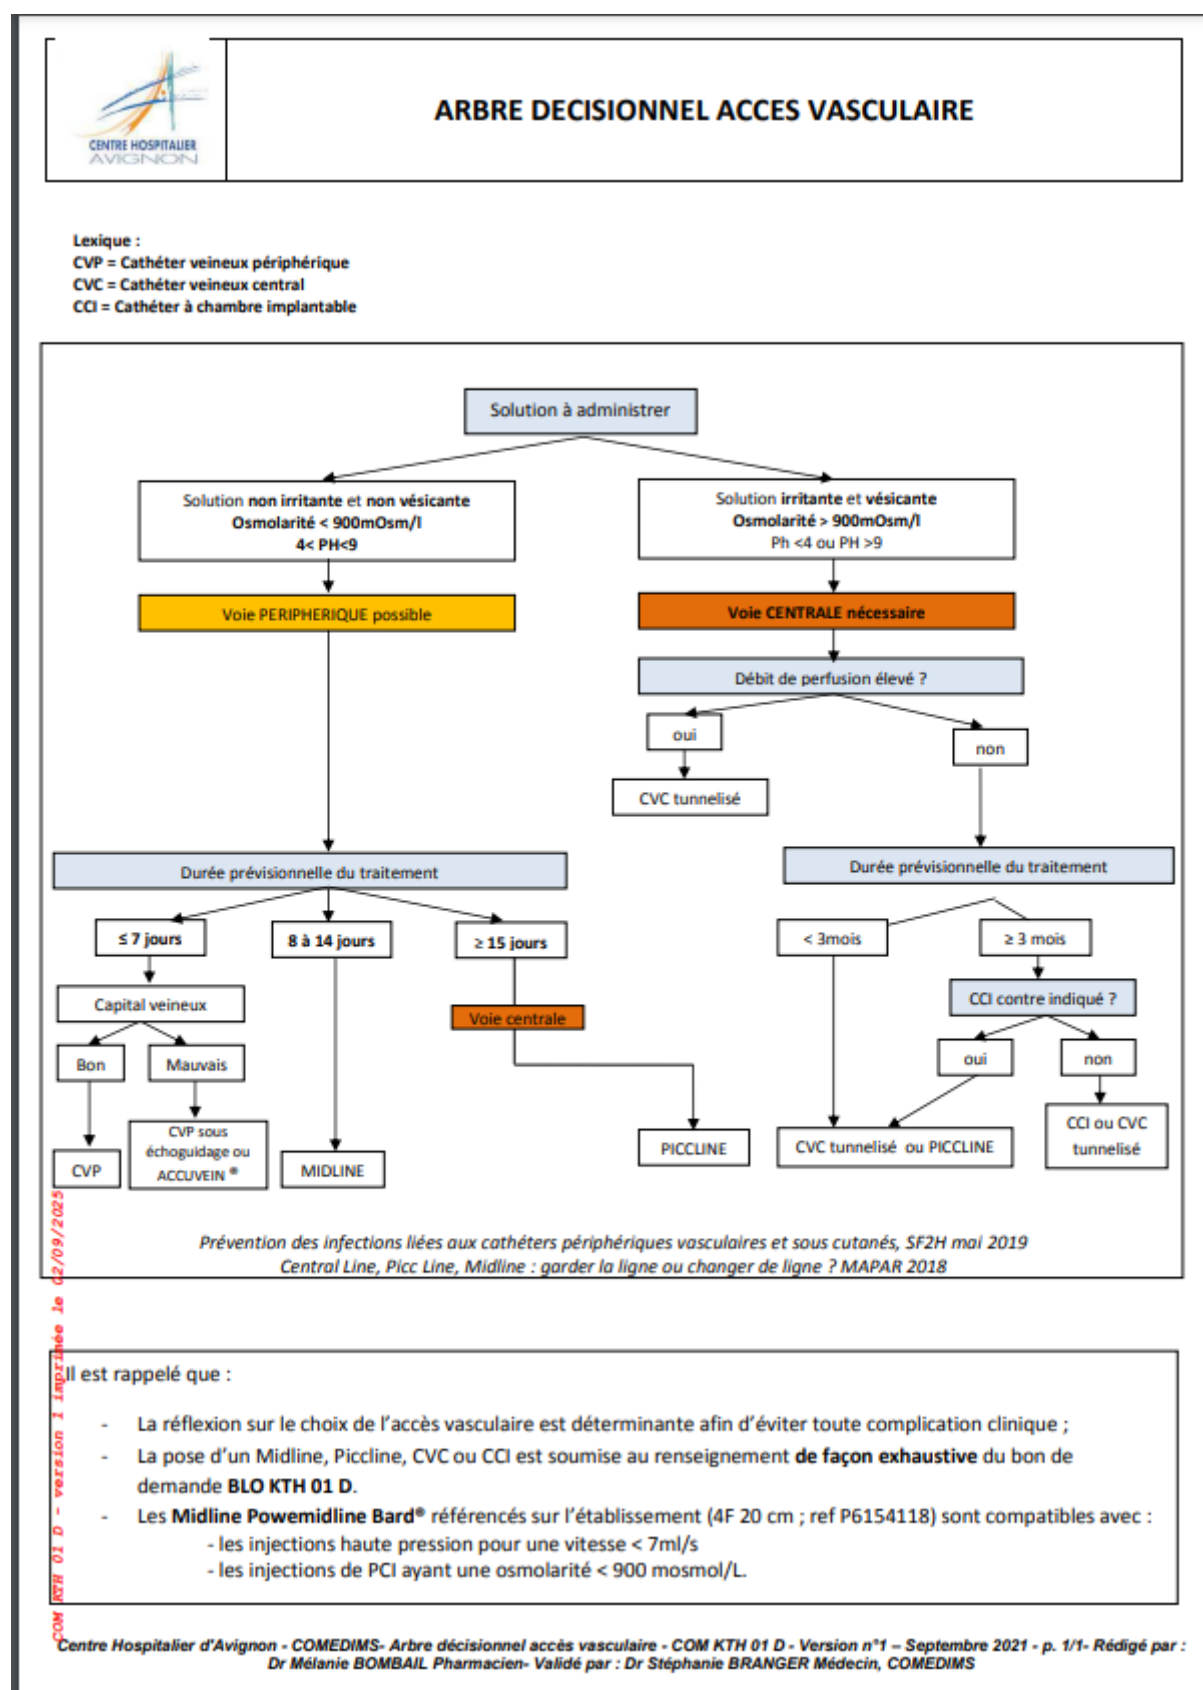 CENTRE HOSPITALIER
AVIGNON
ARBRE DECISIONNEL ACCES VASCULAIRE
Lexique :
CVP = Cathéter veineux périphérique
CVC = Cathéter veineux central
CCI = Cathéter à chambre implantable
Solution à administrer
Solution non irritante et non vésicante
Osmolarité < 900mOsm/l
4< PH<9
Solution irritante et vésicante
Osmolarité > 900mOsm/l
Ph <4 ou PH >9
Voie PERIPHERIQUE possible
Voie CENTRALE nécessaire
Débit de perfusion élevé ?
oui
non
CVC tunnelisé
Durée prévisionnelle du traitement
Durée prévisionnelle du traitement
≤ 7 jours
8 à 14 jours
≥ 15 jours
< 3mois
≥ 3 mois
Capital veineux
Voie centrale
CCI contre indiqué ?
Bon
Mauvais
oui
non
CVP
CVP sous
échoguidage ou
ACCUVEIN ®
MIDLINE
PICCLINE
CVC tunnelisé ou PICCLINE
CCI ou CVC
tunnelisé
Prévention des infections liées aux cathéters périphériques vasculaires et sous cutanés, SF2H mai 2019
Central Line, Picc Line, Midline : garder la ligne ou changer de ligne ? MAPAR 2018
Il est rappelé que :
- La réflexion sur le choix de l'accès vasculaire est déterminante afin d'éviter toute complication clinique ;
- La pose d'un Midline, Piccline, CVC ou CCI est soumise au renseignement de façon exhaustive du bon de
demande BLO KTH 01 D.
- Les Midline Powemidline Bard® référencés sur l'établissement (4F 20 cm ; ref P6154118) sont compatibles avec :
- les injections haute pression pour une vitesse < 7ml/s
- les injections de PCI ayant une osmolarité < 900 mosmol/L.
COM KTH 01 D - version 1 imprimée le 02/09/2025
Centre Hospitalier d'Avignon - COMEDIMS- Arbre décisionnel accès vasculaire - COM KTH 01 D - Version n°1 – Septembre 2021 - p. 1/1- Rédigé par :
Dr Mélanie BOMBAIL Pharmacien- Validé par : Dr Stéphanie BRANGER Médecin, COMEDIMS